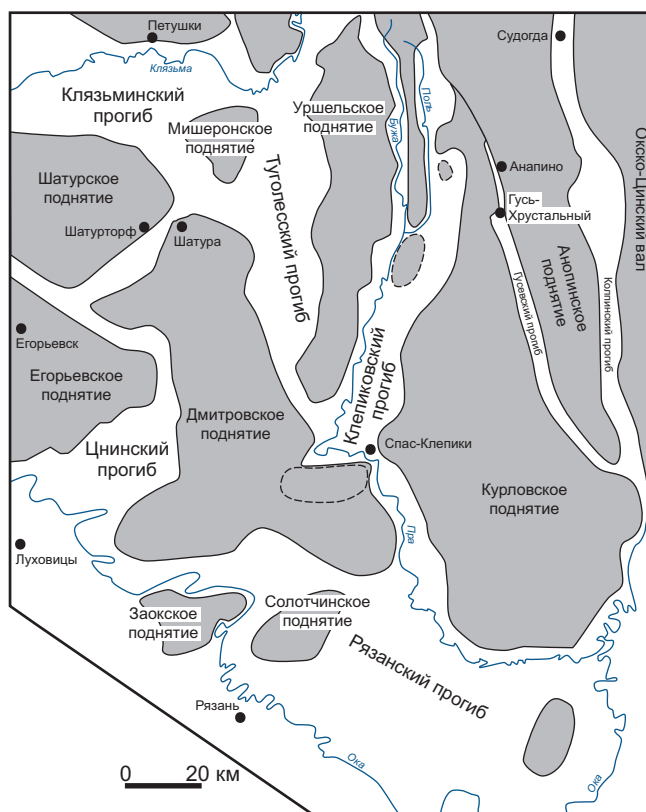 Петушки
Судогда
Клязьма
Клязьминский
прогиб
Уршельское
поднятие
Поль
Бужа
Мишеронское
поднятие
Окско-Цинский вал
Анапино
Туголесский прогиб
Шатурское
поднятие
Гусь-
Хрустальный
Шатурторф
Шатура
Анопинское
поднятие
Гусевский прогиб
Колпинский прогиб
Егорьевск
Егорьевское
поднятие
Клепиковский
прогиб
Дмитровское
поднятие
Цнинский
прогиб
Спас-Клепики
Курловское
поднятие
Пра
Луховицы
Заокское
поднятие
Солотчинское
поднятие
Рязанский прогиб
Рязань
Ока
Ока
0 20 км